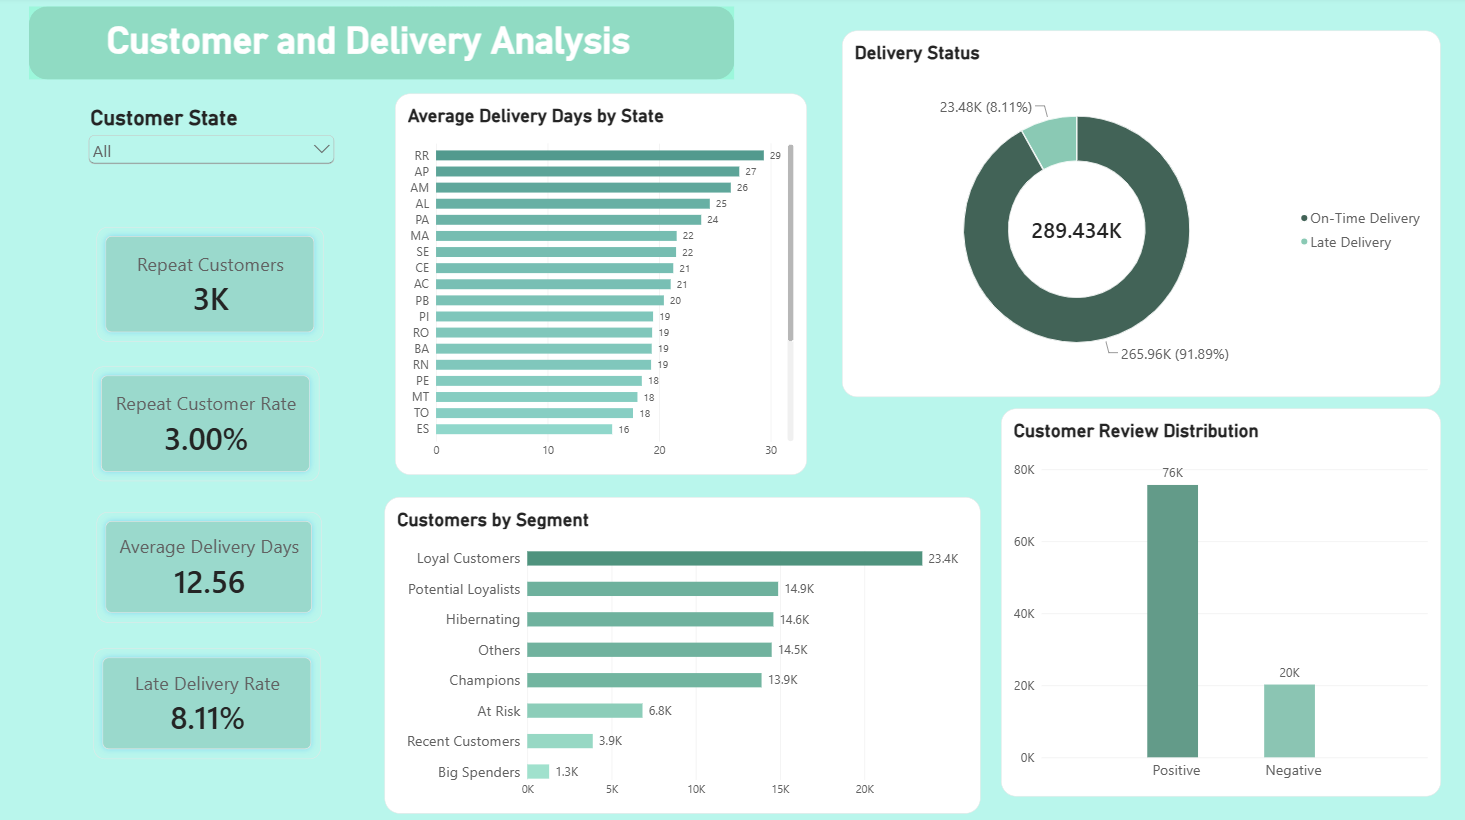 Customer and Delivery Analysis
Customer State
All
Repeat Customers
3K
Repeat Customer Rate
3.00%
Average Delivery Days
12.56
Late Delivery Rate
8.11%
Average Delivery Days by State
RR 29
AP 27
AM 26
AL 25
PA 24
MA 22
SE 22
CE 21
AC 21
PB 20
PI 19
RO 19
BA 19
RN 19
PE 18
MT 18
TO 18
ES 16
0 10 20 30
Delivery Status
23.48K (8.11%)
289.434K
265.96K (91.89%)
On-Time Delivery
Late Delivery
Customers by Segment
Loyal Customers 23.4K
Potential Loyalists 14.9K
Hibernating 14.6K
Others 14.5K
Champions 13.9K
At Risk 6.8K
Recent Customers 3.9K
Big Spenders 1.3K
0K 5K 10K 15K 20K
Customer Review Distribution
80K
76K
60K
40K
20K
20K
0K
Positive Negative